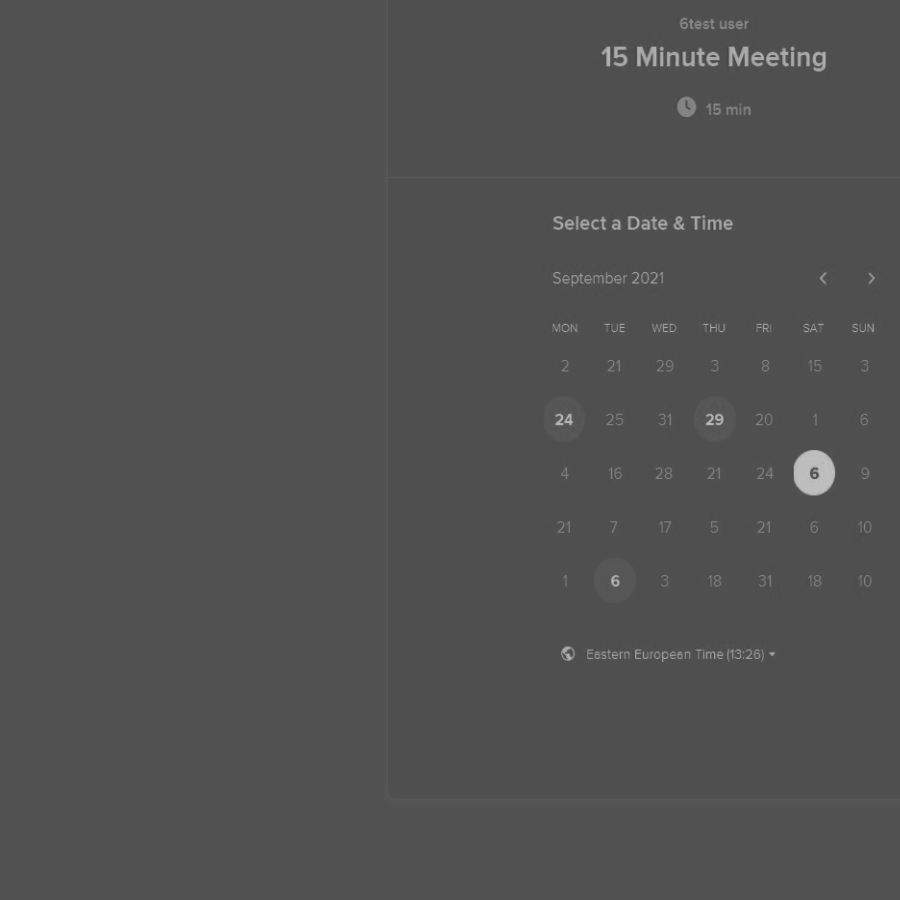 6test user
15 Minute Meeting
15 min
Select a Date & Time
September 2021
MON TUE WED THU FRI SAT SUN
2 21 29 3 8 15 3
24 25 31 29 20 1 6
4 16 28 21 24 6 9
21 7 17 5 21 6 10
1 6 3 18 31 18 10
Eastern European Time (13:26)